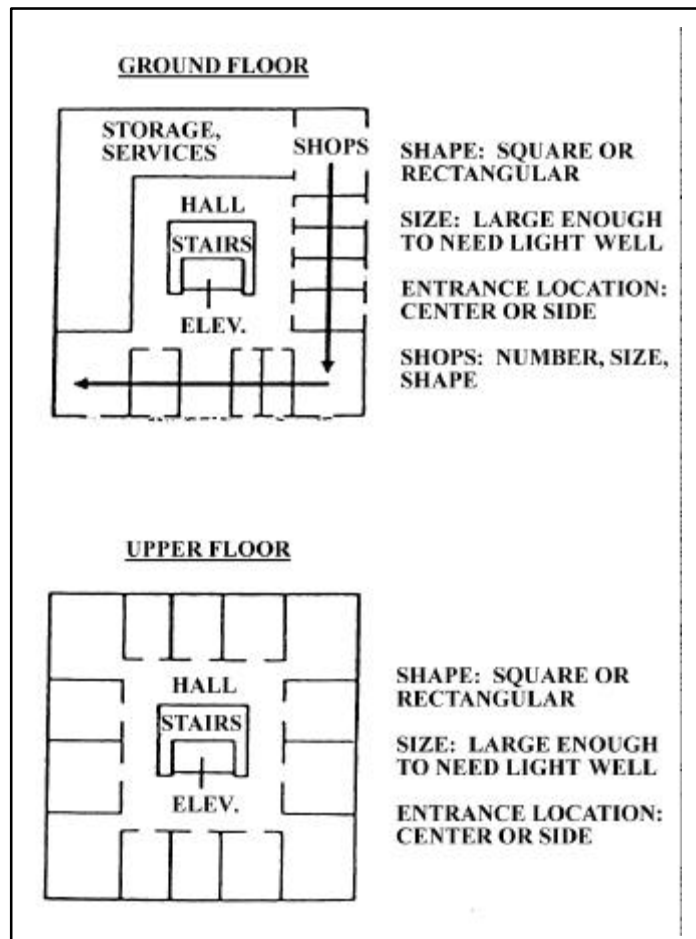 GROUND FLOOR
STORAGE,
SERVICES
SHOPS
HALL
STAIRS
ELEV.
SHAPE: SQUARE OR
RECTANGULAR
SIZE: LARGE ENOUGH
TO NEED LIGHT WELL
ENTRANCE LOCATION:
CENTER OR SIDE
SHOPS: NUMBER, SIZE,
SHAPE
UPPER FLOOR
HALL
STAIRS
ELEV.
SHAPE: SQUARE OR
RECTANGULAR
SIZE: LARGE ENOUGH
TO NEED LIGHT WELL
ENTRANCE LOCATION:
CENTER OR SIDE